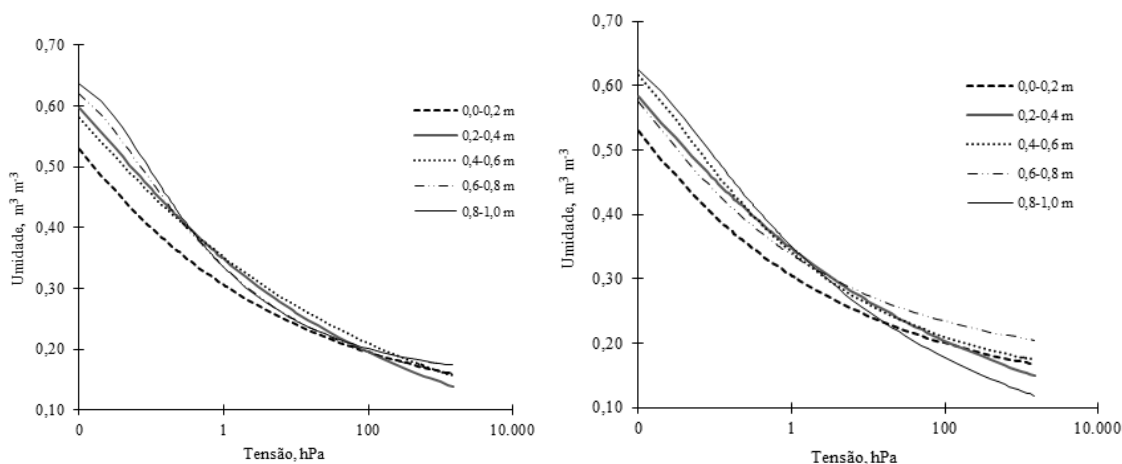 0,70
0,60
0,50
0,40
0,30
0,20
0,10
Umidade, m³ m⁻³
0
1
100
10.000
Tensão, hPa
0,0-0,2 m
0,2-0,4 m
0,4-0,6 m
0,6-0,8 m
0,8-1,0 m
0,70
0,60
0,50
0,40
0,30
0,20
0,10
Umidade, m³ m⁻³
0
1
100
10.000
Tensão, hPa
0,0-0,2 m
0,2-0,4 m
0,4-0,6 m
0,6-0,8 m
0,8-1,0 m